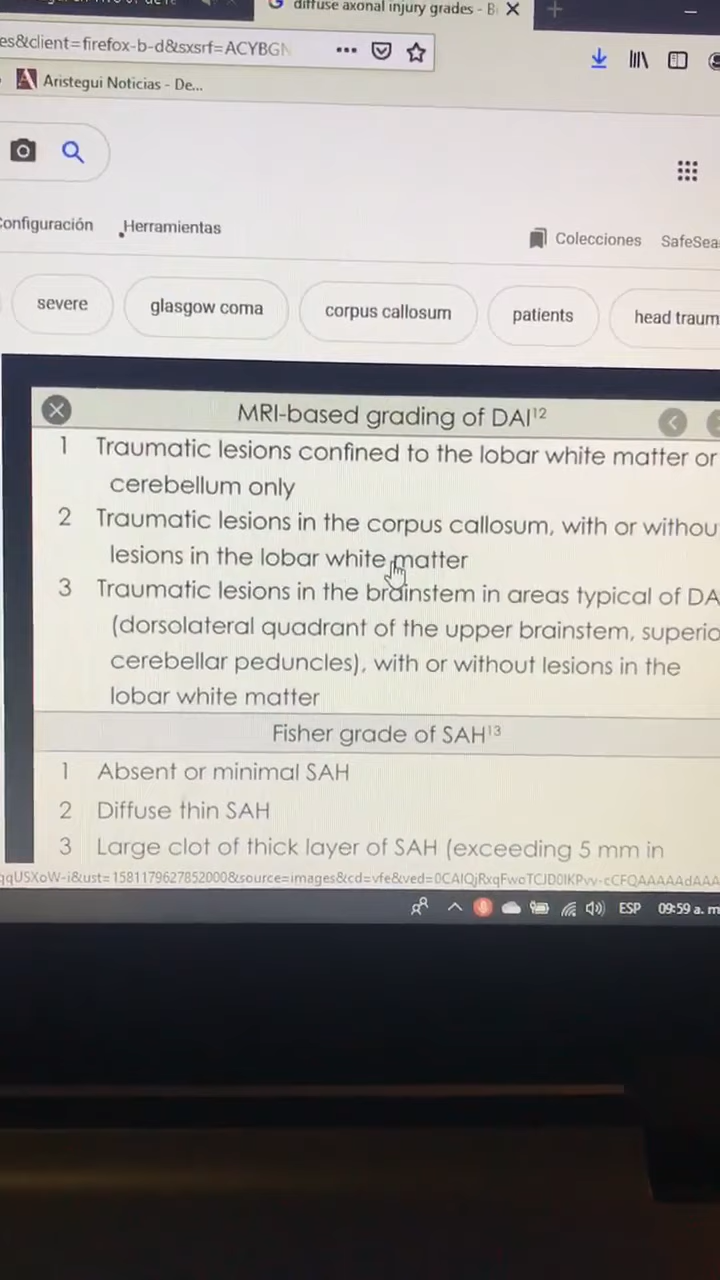 diffuse axonal injury grades - B
es&client=firefox-b-d&sxsrf=ACYBGN
Aristegui Noticias - De...
Configuración Herramientas
Colecciones SafeSea
severe glasgow coma corpus callosum patients head traum
MRI-based grading of DAI¹²
1 Traumatic lesions confined to the lobar white matter or
cerebellum only
2 Traumatic lesions in the corpus callosum, with or withou
lesions in the lobar white matter
3 Traumatic lesions in the brainstem in areas typical of DA
(dorsolateral quadrant of the upper brainstem, superio
cerebellar peduncles), with or without lesions in the
lobar white matter
Fisher grade of SAH¹³
1 Absent or minimal SAH
2 Diffuse thin SAH
3 Large clot of thick layer of SAH (exceeding 5 mm in
ESP 09:59 a. m